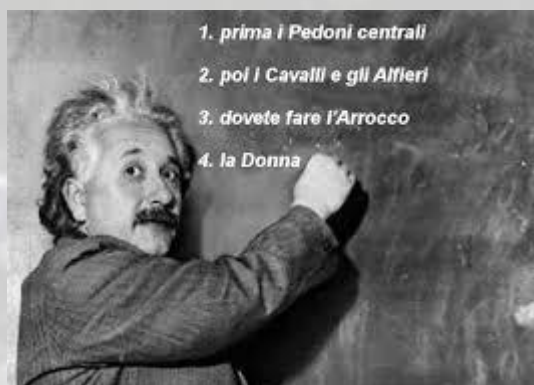 1. prima i Pedoni centrali
2. poi i Cavalli e gli Alfieri
3. dovete fare l'Arrocco
4. la Donna